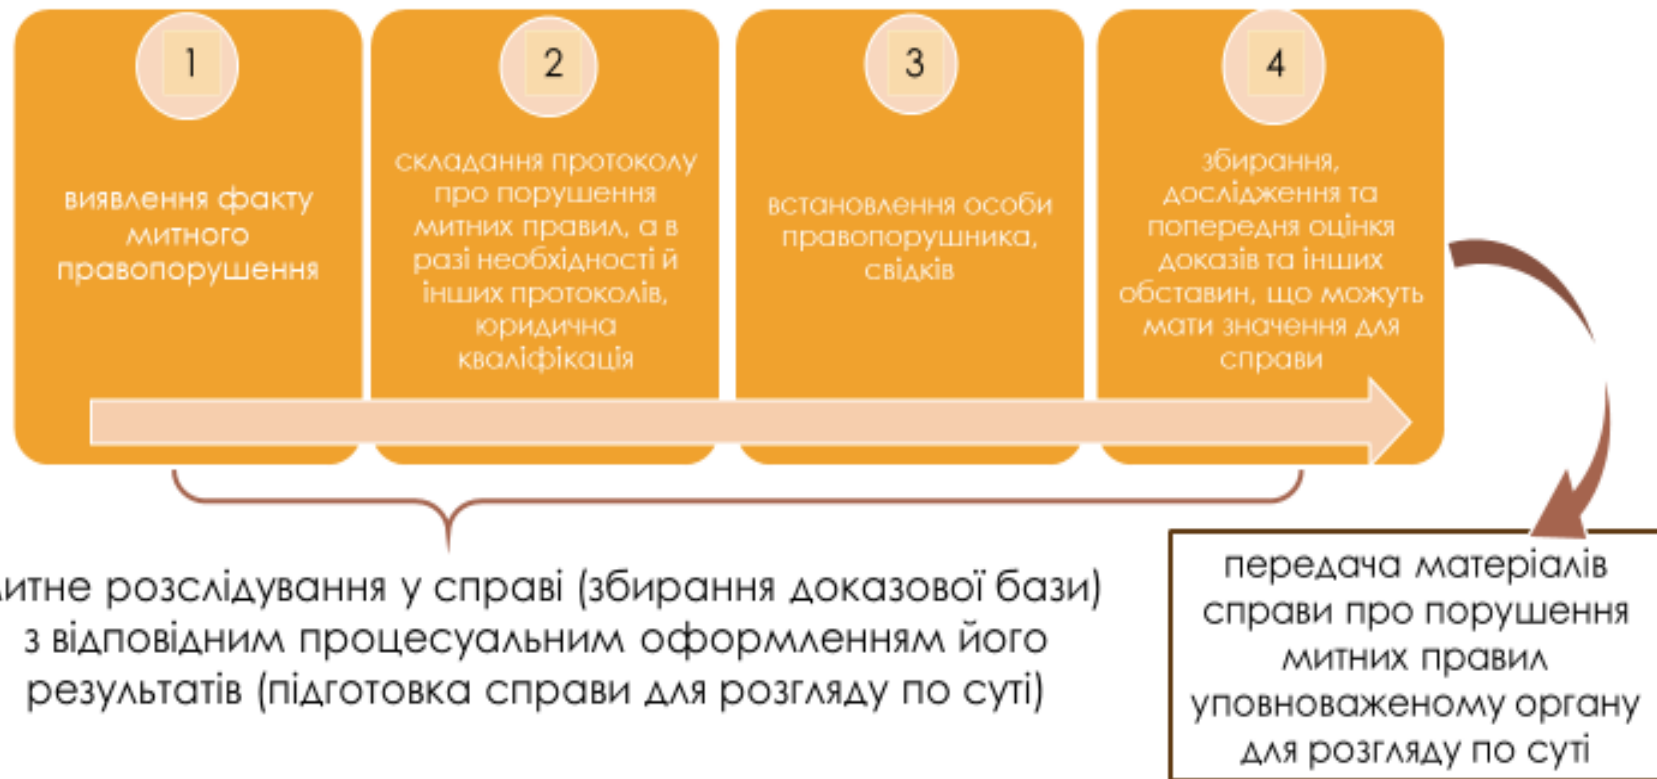 1
виявлення факту
митного
правопорушення
2
складання протоколу
про порушення
митних правил, а в
разі необхідності й
інших протоколів,
юридична
кваліфікація
3
встановлення особи
правопорушника,
свідків
4
збирання,
дослідження та
попередня оцінка
доказів та інших
обставин, що можуть
мати значення для
справи
итне розслідування у справі (збирання доказової бази)
з відповідним процесуальним оформленням його
результатів (підготовка справи для розгляду по суті)
передача матеріалів
справи про порушення
митних правил
уповноваженому органу
для розгляду по суті